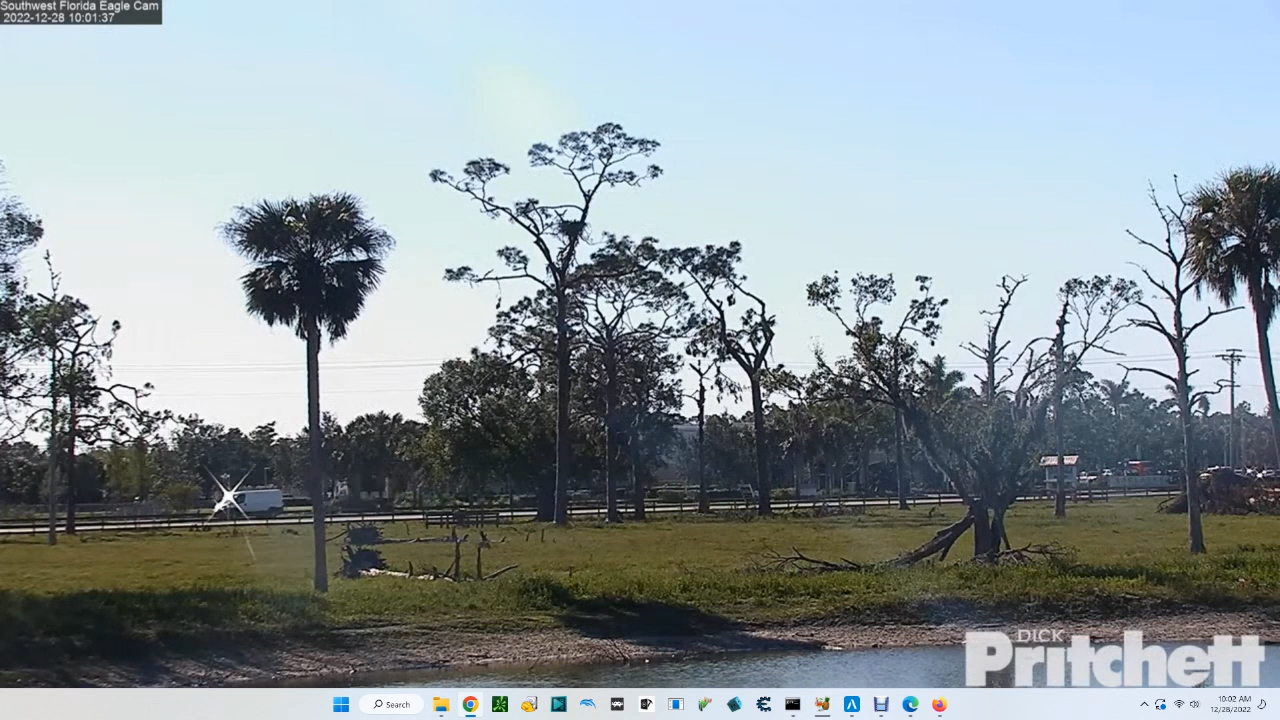 Southwest Florida Eagle Cam
2022-12-28 10:01:37
DICK
Pritchett
Search
10:02 AM
12/28/2022